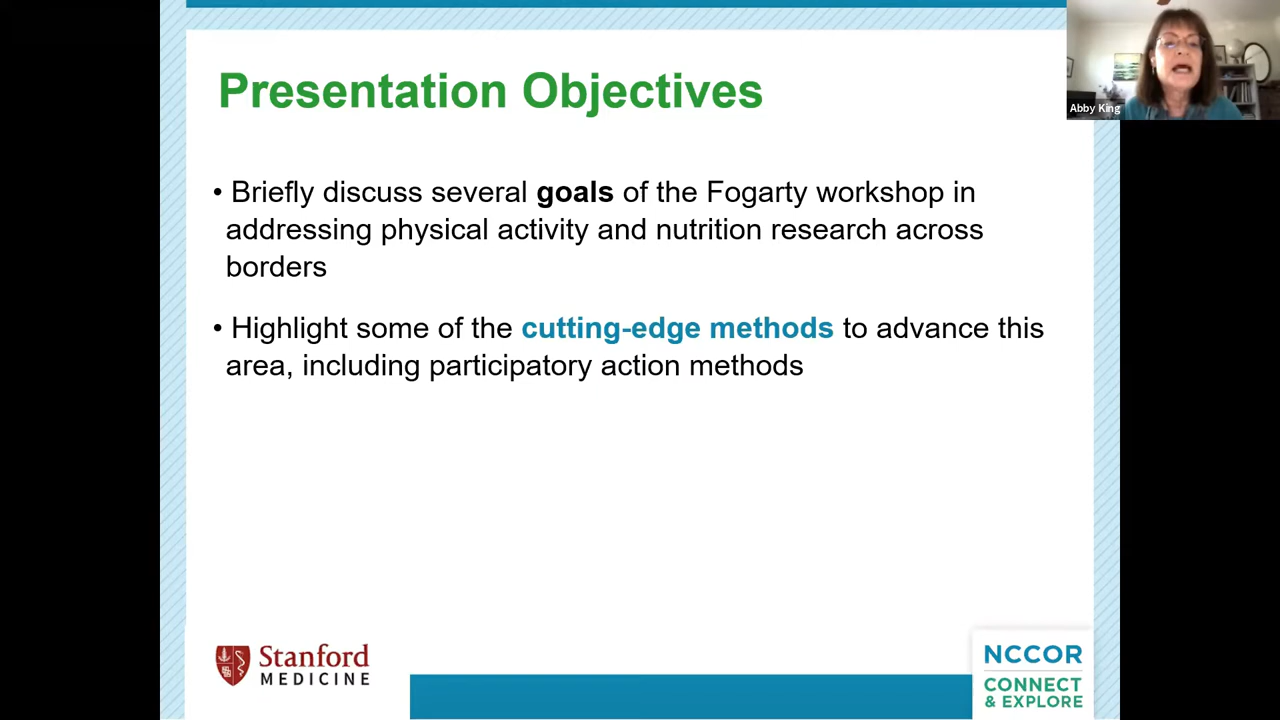 Presentation Objectives
Abby King
• Briefly discuss several goals of the Fogarty workshop in
addressing physical activity and nutrition research across
borders
• Highlight some of the cutting-edge methods to advance this
area, including participatory action methods
Stanford
MEDICINE
NCCOR
CONNECT
& EXPLORE